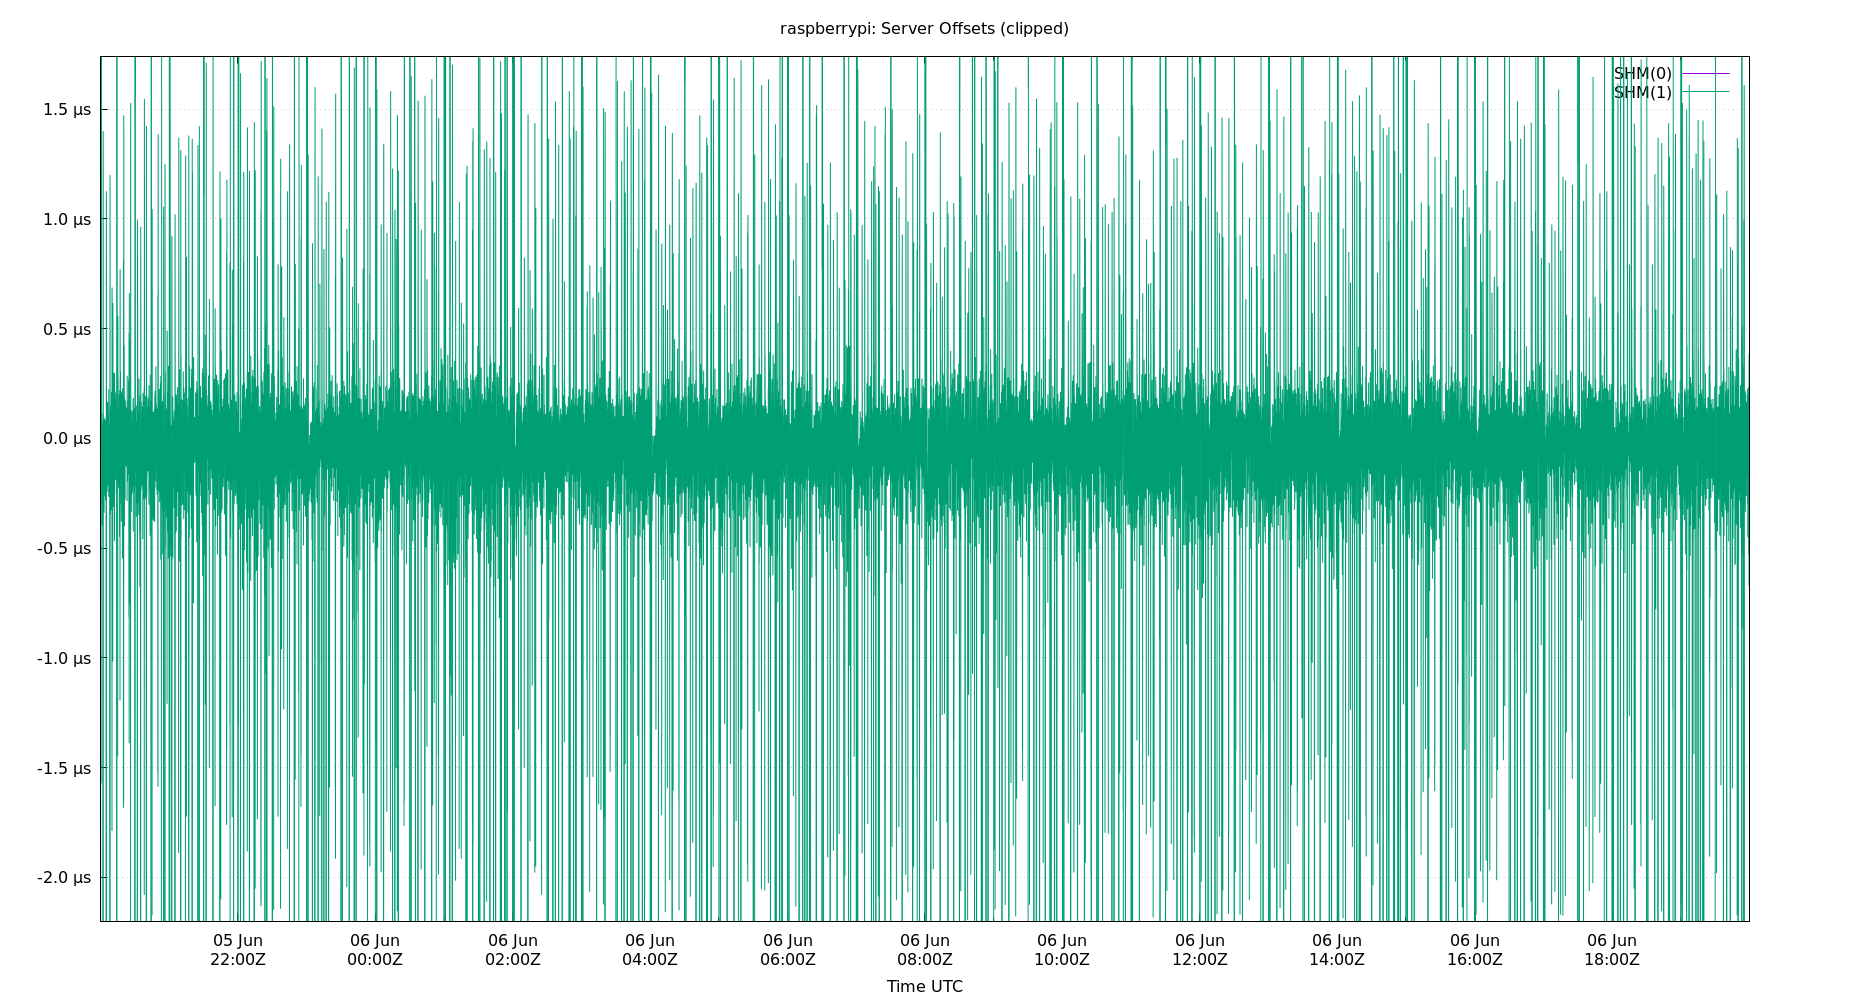 raspberrypi: Server Offsets (clipped)
SHM(0)
SHM(1)
1.5 µs
1.0 µs
0.5 µs
0.0 µs
-0.5 µs
-1.0 µs
-1.5 µs
-2.0 µs
05 Jun 06 Jun 06 Jun 06 Jun 06 Jun 06 Jun 06 Jun 06 Jun 06 Jun 06 Jun 06 Jun
22:00Z 00:00Z 02:00Z 04:00Z 06:00Z 08:00Z 10:00Z 12:00Z 14:00Z 16:00Z 18:00Z
Time UTC